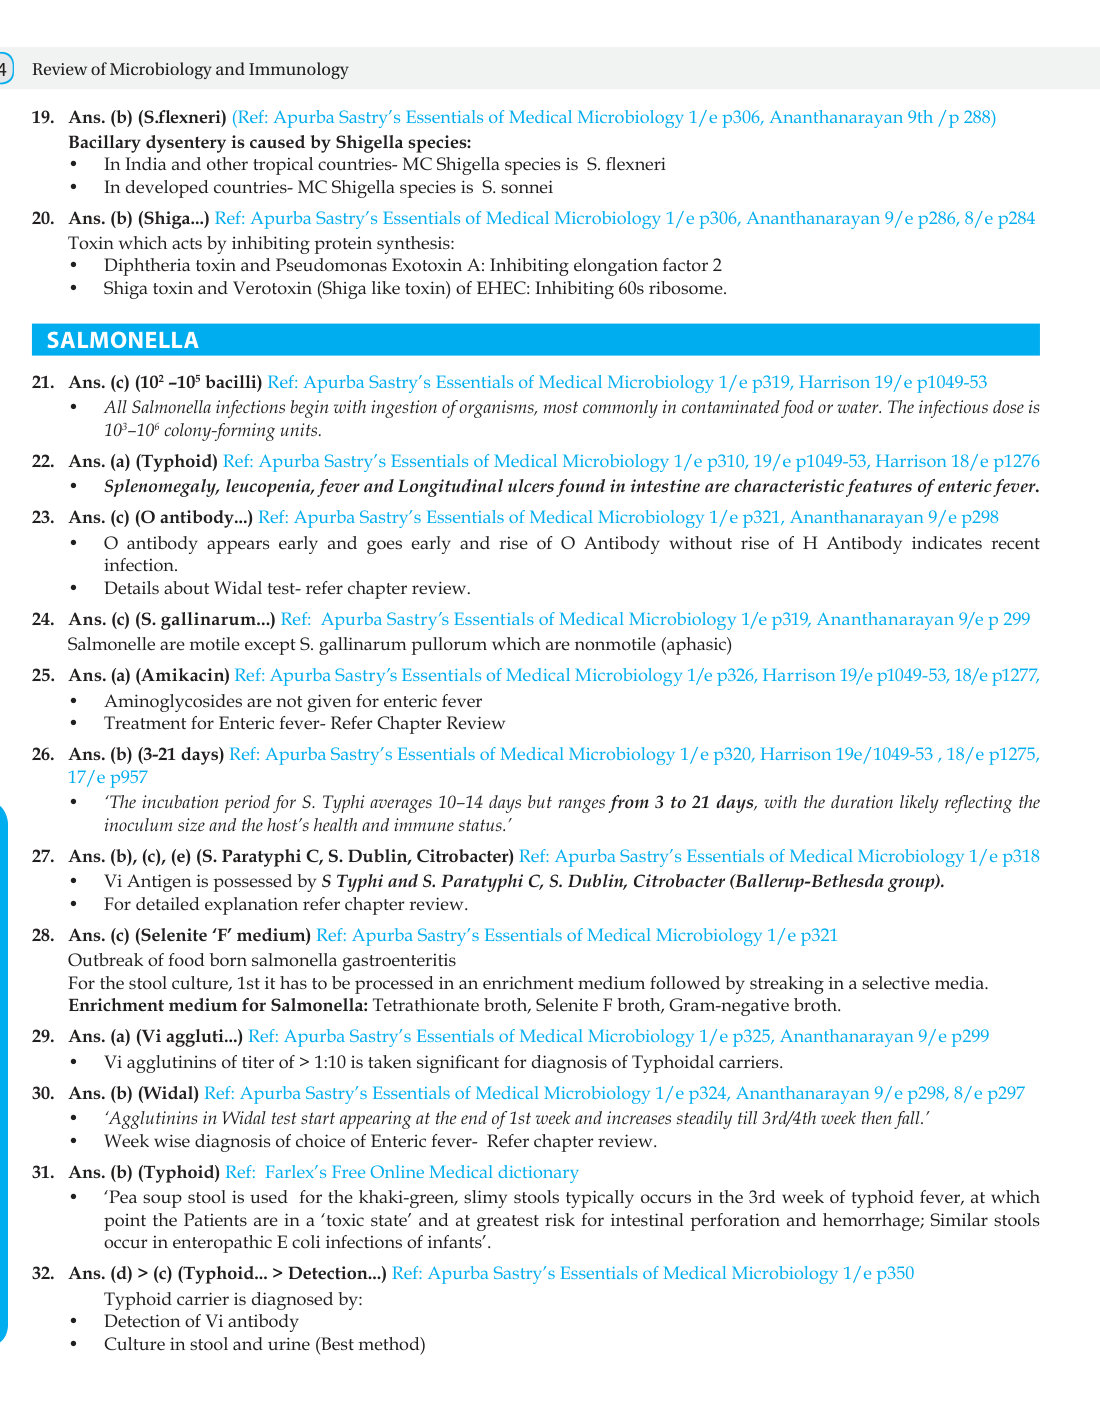 4 Review of Microbiology and Immunology
19. Ans. (b) (S.flexneri) (Ref: Apurba Sastry's Essentials of Medical Microbiology 1/e p306, Ananthanarayan 9th /p 288)
Bacillary dysentery is caused by Shigella species:
• In India and other tropical countries- MC Shigella species is S. flexneri
• In developed countries- MC Shigella species is S. sonnei
20. Ans. (b) (Shiga...) Ref: Apurba Sastry's Essentials of Medical Microbiology 1/e p306, Ananthanarayan 9/e p286, 8/e p284
Toxin which acts by inhibiting protein synthesis:
• Diphtheria toxin and Pseudomonas Exotoxin A: Inhibiting elongation factor 2
• Shiga toxin and Verotoxin (Shiga like toxin) of EHEC: Inhibiting 60s ribosome.
SALMONELLA
21. Ans. (c) (10² –10⁵ bacilli) Ref: Apurba Sastry's Essentials of Medical Microbiology 1/e p319, Harrison 19/e p1049-53
• All Salmonella infections begin with ingestion of organisms, most commonly in contaminated food or water. The infectious dose is
10³–10⁶ colony-forming units.
22. Ans. (a) (Typhoid) Ref: Apurba Sastry's Essentials of Medical Microbiology 1/e p310, 19/e p1049-53, Harrison 18/e p1276
• Splenomegaly, leucopenia, fever and Longitudinal ulcers found in intestine are characteristic features of enteric fever.
23. Ans. (c) (O antibody...) Ref: Apurba Sastry's Essentials of Medical Microbiology 1/e p321, Ananthanarayan 9/e p298
• O antibody appears early and goes early and rise of O Antibody without rise of H Antibody indicates recent
infection.
• Details about Widal test- refer chapter review.
24. Ans. (c) (S. gallinarum...) Ref: Apurba Sastry's Essentials of Medical Microbiology 1/e p319, Ananthanarayan 9/e p 299
Salmonelle are motile except S. gallinarum pullorum which are nonmotile (aphasic)
25. Ans. (a) (Amikacin) Ref: Apurba Sastry's Essentials of Medical Microbiology 1/e p326, Harrison 19/e p1049-53, 18/e p1277,
• Aminoglycosides are not given for enteric fever
• Treatment for Enteric fever- Refer Chapter Review
26. Ans. (b) (3-21 days) Ref: Apurba Sastry's Essentials of Medical Microbiology 1/e p320, Harrison 19e/1049-53 , 18/e p1275,
17/e p957
• 'The incubation period for S. Typhi averages 10–14 days but ranges from 3 to 21 days, with the duration likely reflecting the
inoculum size and the host's health and immune status.'
27. Ans. (b), (c), (e) (S. Paratyphi C, S. Dublin, Citrobacter) Ref: Apurba Sastry's Essentials of Medical Microbiology 1/e p318
• Vi Antigen is possessed by S Typhi and S. Paratyphi C, S. Dublin, Citrobacter (Ballerup-Bethesda group).
• For detailed explanation refer chapter review.
28. Ans. (c) (Selenite 'F' medium) Ref: Apurba Sastry's Essentials of Medical Microbiology 1/e p321
Outbreak of food born salmonella gastroenteritis
For the stool culture, 1st it has to be processed in an enrichment medium followed by streaking in a selective media.
Enrichment medium for Salmonella: Tetrathionate broth, Selenite F broth, Gram-negative broth.
29. Ans. (a) (Vi aggluti...) Ref: Apurba Sastry's Essentials of Medical Microbiology 1/e p325, Ananthanarayan 9/e p299
• Vi agglutinins of titer of > 1:10 is taken significant for diagnosis of Typhoidal carriers.
30. Ans. (b) (Widal) Ref: Apurba Sastry's Essentials of Medical Microbiology 1/e p324, Ananthanarayan 9/e p298, 8/e p297
• 'Agglutinins in Widal test start appearing at the end of 1st week and increases steadily till 3rd/4th week then fall.'
• Week wise diagnosis of choice of Enteric fever- Refer chapter review.
31. Ans. (b) (Typhoid) Ref: Farlex's Free Online Medical dictionary
• 'Pea soup stool is used for the khaki-green, slimy stools typically occurs in the 3rd week of typhoid fever, at which
point the Patients are in a 'toxic state' and at greatest risk for intestinal perforation and hemorrhage; Similar stools
occur in enteropathic E coli infections of infants'.
32. Ans. (d) > (c) (Typhoid... > Detection...) Ref: Apurba Sastry's Essentials of Medical Microbiology 1/e p350
Typhoid carrier is diagnosed by:
• Detection of Vi antibody
• Culture in stool and urine (Best method)